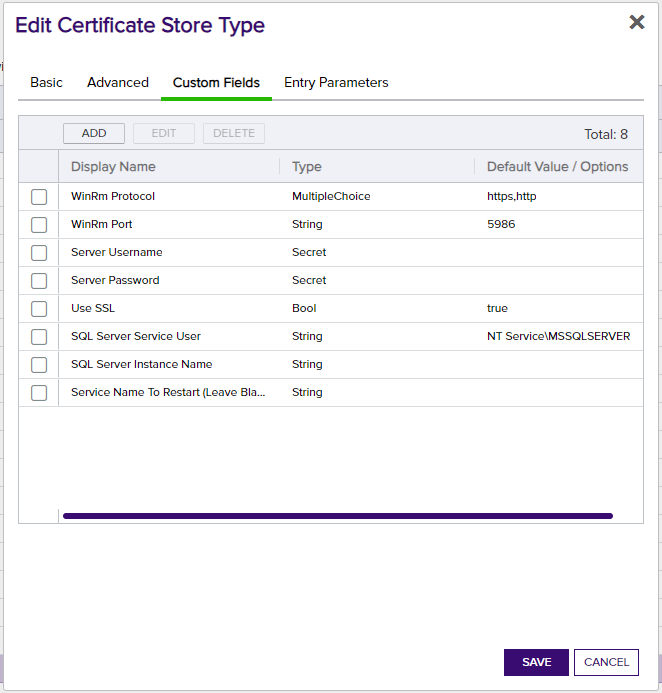 Edit Certificate Store Type
Basic Advanced Custom Fields Entry Parameters
ADD EDIT DELETE Total: 8
Display Name Type Default Value / Options
WinRm Protocol MultipleChoice https,http
WinRm Port String 5986
Server Username Secret
Server Password Secret
Use SSL Bool true
SQL Server Service User String NT Service\MSSQLSERVER
SQL Server Instance Name String
Service Name To Restart (Leave Bla... String
SAVE CANCEL